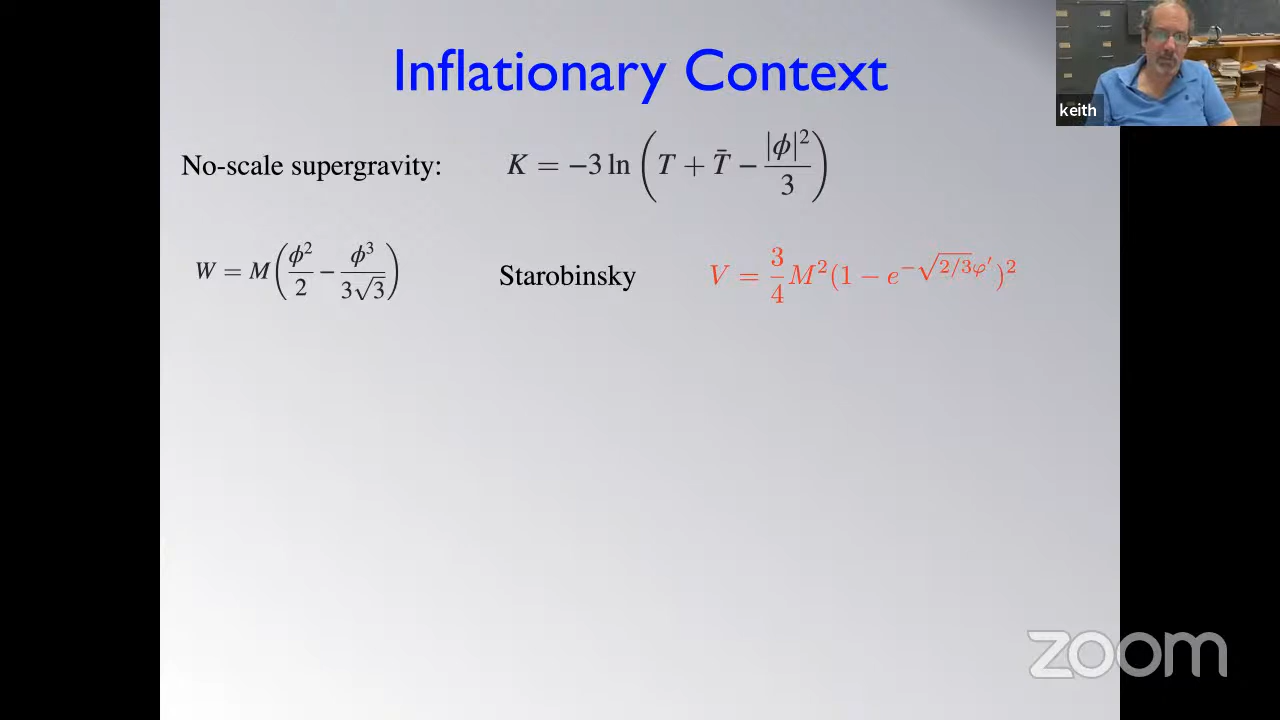 Inflationary Context
keith
No-scale supergravity: K = −3 ln ( T + T̄ − |ϕ|² / 3 )
W = M ( ϕ² / 2 − ϕ³ / 3√3 ) Starobinsky V = 3/4 M² (1 − e^{−√(2/3)φ′})²
zoom